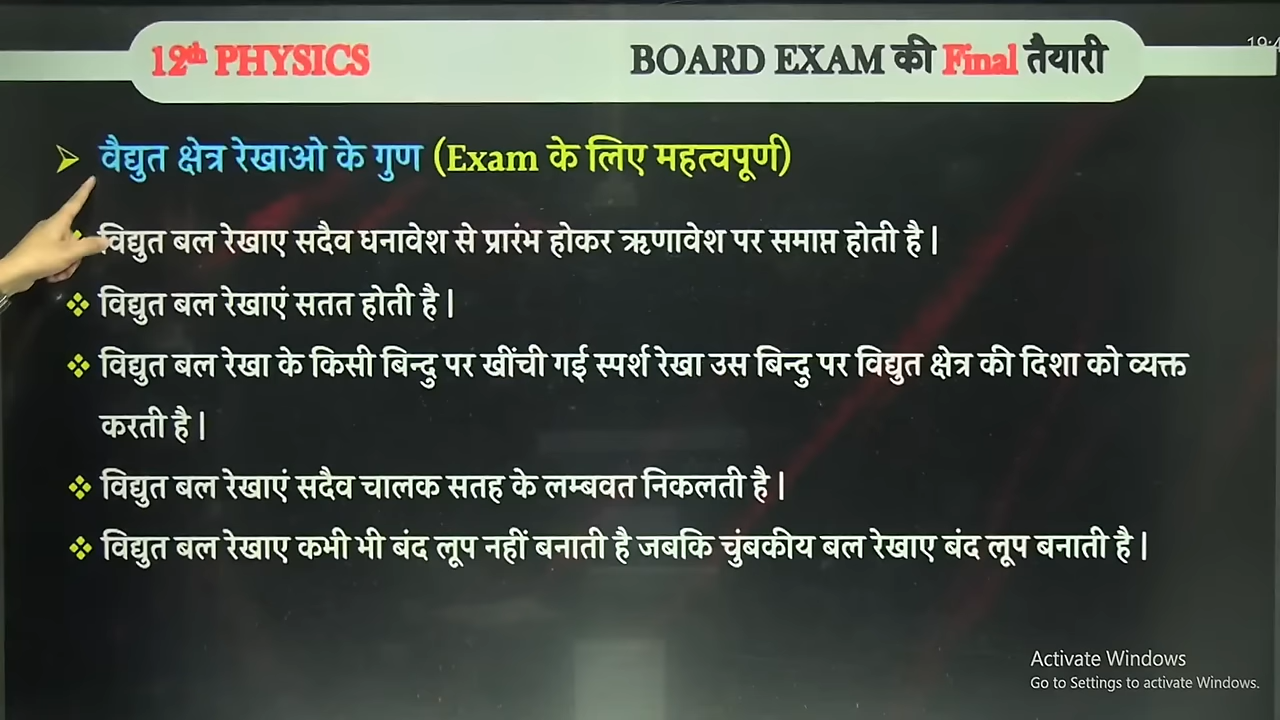 12th PHYSICS BOARD EXAM की Final तैयारी
19:4
वैद्युत क्षेत्र रेखाओ के गुण (Exam के लिए महत्वपूर्ण)
विद्युत बल रेखाए सदैव धनावेश से प्रारंभ होकर ऋणावेश पर समाप्त होती है |
विद्युत बल रेखाएं सतत होती है |
विद्युत बल रेखा के किसी बिन्दु पर खींची गई स्पर्श रेखा उस बिन्दु पर विद्युत क्षेत्र की दिशा को व्यक्त
करती है |
विद्युत बल रेखाएं सदैव चालक सतह के लम्बवत निकलती है |
विद्युत बल रेखाए कभी भी बंद लूप नहीं बनाती है जबकि चुंबकीय बल रेखाए बंद लूप बनाती है |
Activate Windows
Go to Settings to activate Windows.